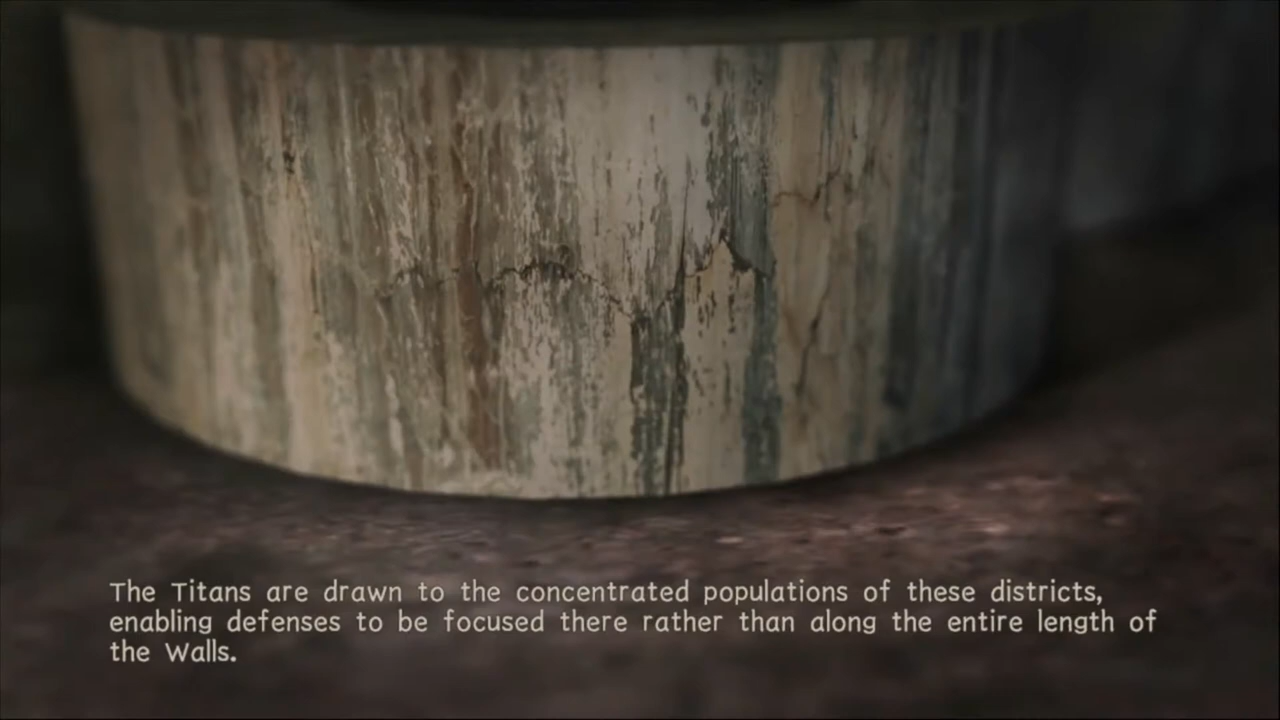 The Titans are drawn to the concentrated populations of these districts,
enabling defenses to be focused there rather than along the entire length of
the Walls.